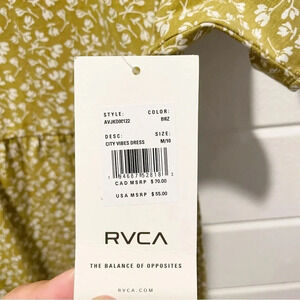 STYLE: COLOR:
AVJKD00122 BRZ
DESC: SIZE:
CITY VIBES DRESS M/10
CAD MSRP $ 70.00
USA MSRP $ 55.00
RVCA
THE BALANCE OF OPPOSITES
RVCA.COM